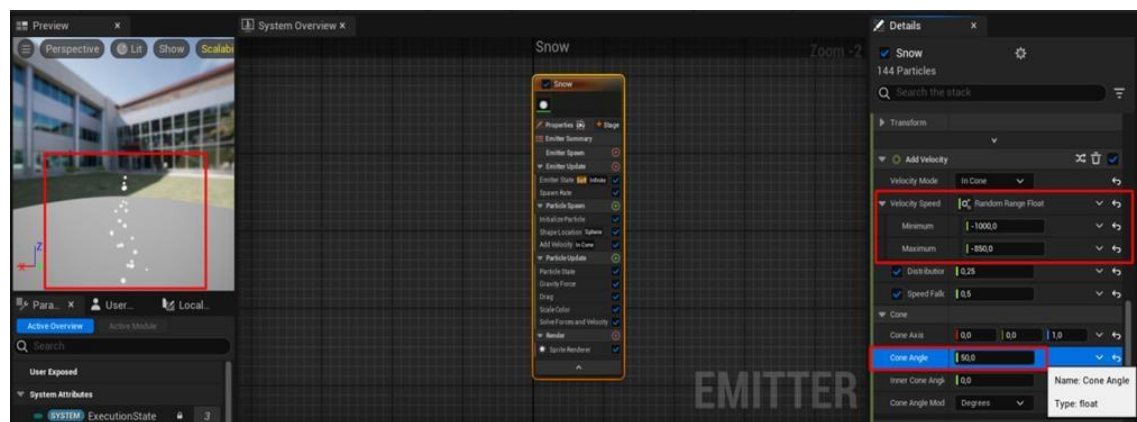 Preview
Perspective
Lit
Show
Scalabi
Z
X
Para...
User...
Local...
Active Overview
Active Module
Search
User Exposed
System Attributes
SYSTEM ExecutionState 3
System Overview
Snow
Zoom -2
Snow
Properties
Stage
Emitter Summary
Emitter Spawn
Emitter Update
Emitter State Self Infinite
Spawn Rate
Particle Spawn
Initialize Particle
Shape Location Sphere
Add Velocity In Cone
Particle Update
Particle State
Gravity Force
Drag
Scale Color
Solve Forces and Velocity
Render
Sprite Renderer
EMITTER
Details
Snow
144 Particles
Search the stack
Transform
Add Velocity
Velocity Mode In Cone
Velocity Speed Random Range Float
Minimum -1000,0
Maximum -850,0
Distribution 0,25
Speed Fallc 0,5
Cone
Cone Axis 0,0 0,0 1,0
Cone Angle 50,0
Inner Cone Angl 0,0
Cone Angle Mod Degrees
Name: Cone Angle
Type: float